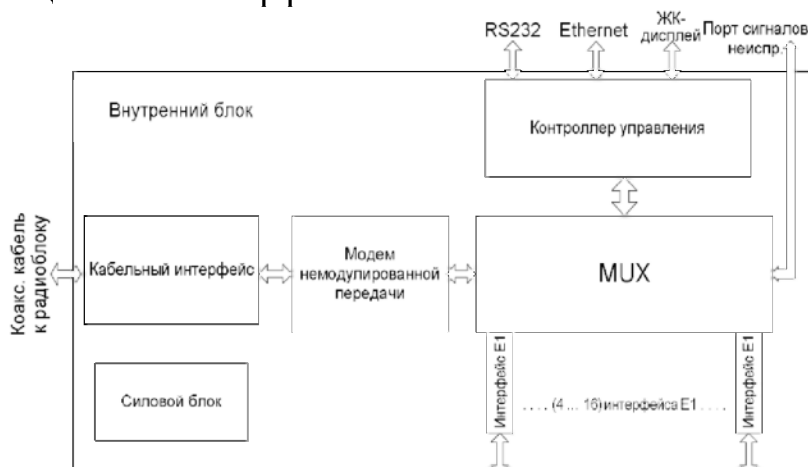 RS232
Ethernet
ЖК-
дисплей
Порт сигналов
неиспр.
Внутренний блок
Контроллер управления
Коакс. кабель
к радиоблоку
Кабельный интерфейс
Модем
немодулированной
передачи
MUX
Силовой блок
Интерфейс E1
. . . . (4 ... 16) интерфейса E1 . . . .
Интерфейс E1